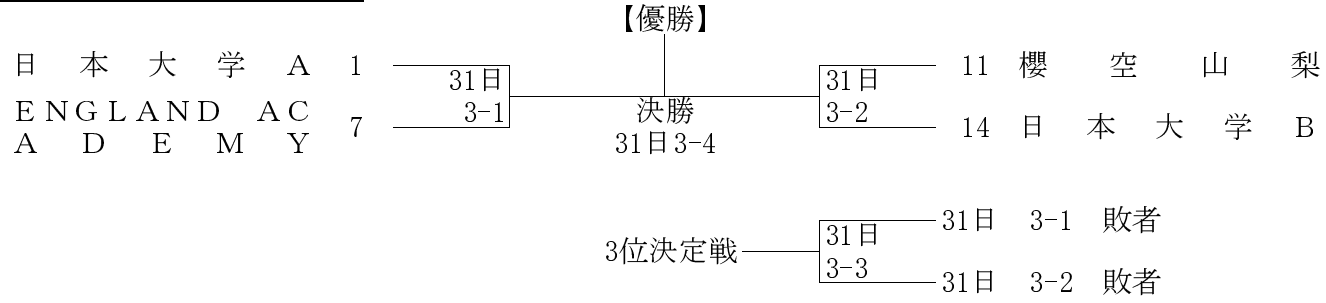 【優勝】
日本大学A 1
31日
3-1
ENGLAND AC
ADEMY 7
決勝
31日3-4
31日
3-2
11 櫻空山梨
14 日本大学B
3位決定戦
31日
3-3
31日 3-1 敗者
31日 3-2 敗者